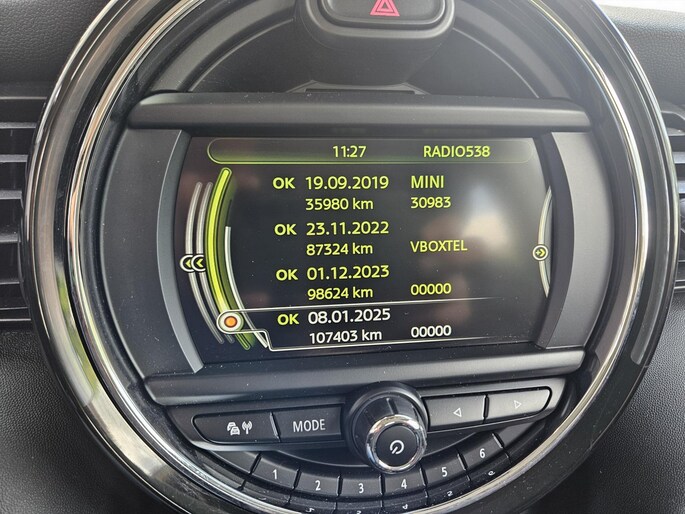 11:27 RADIO538
OK 19.09.2019 MINI
35980 km 30983
OK 23.11.2022
87324 km VBOXTEL
OK 01.12.2023
98624 km 00000
OK 08.01.2025
107403 km 00000
MODE
1 2 3 4 5 6